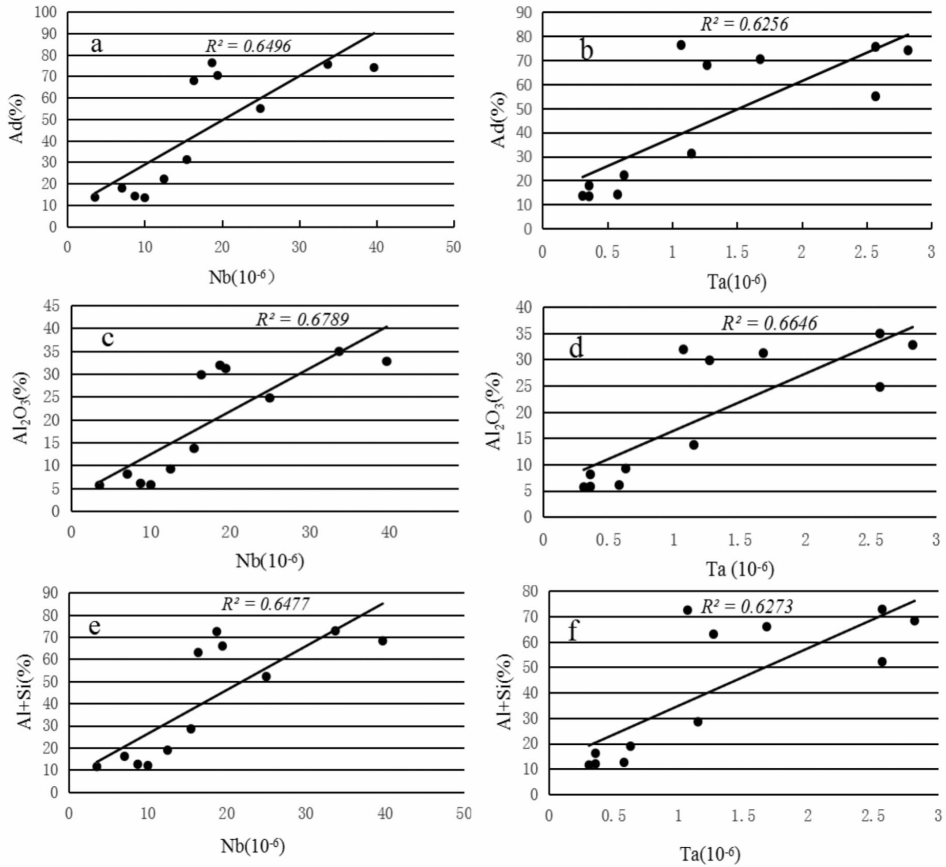 a
R² = 0.6496
Ad(%)
100
90
80
70
60
50
40
30
20
10
0
0 10 20 30 40 50
Nb(10⁻⁶)
b
R² = 0.6256
Ad(%)
90
80
70
60
50
40
30
20
10
0
0 0.5 1 1.5 2 2.5 3
Ta(10⁻⁶)
c
R² = 0.6789
Al₂O₃(%)
45
40
35
30
25
20
15
10
5
0
0 10 20 30 40
Nb(10⁻⁶)
d
R² = 0.6646
Al₂O₃(%)
40
35
30
25
20
15
10
5
0
0 0.5 1 1.5 2 2.5 3
Ta (10⁻⁶)
e
R² = 0.6477
Al+Si(%)
90
80
70
60
50
40
30
20
10
0
0 10 20 30 40 50
Nb(10⁻⁶)
f
R² = 0.6273
Al+Si(%)
80
70
60
50
40
30
20
10
0
0 0.5 1 1.5 2 2.5 3
Ta(10⁻⁶)